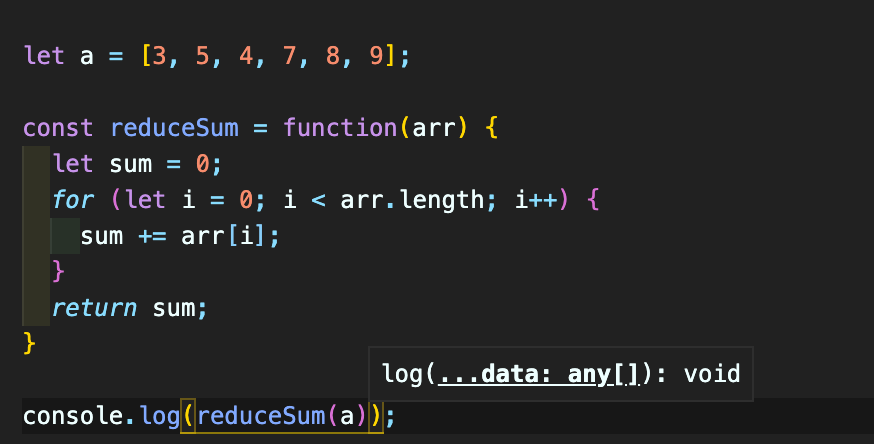 let a = [3, 5, 4, 7, 8, 9];
const reduceSum = function(arr) {
let sum = 0;
for (let i = 0; i < arr.length; i++) {
sum += arr[i];
}
return sum;
}
log(...data: any[]): void
console.log(reduceSum(a));